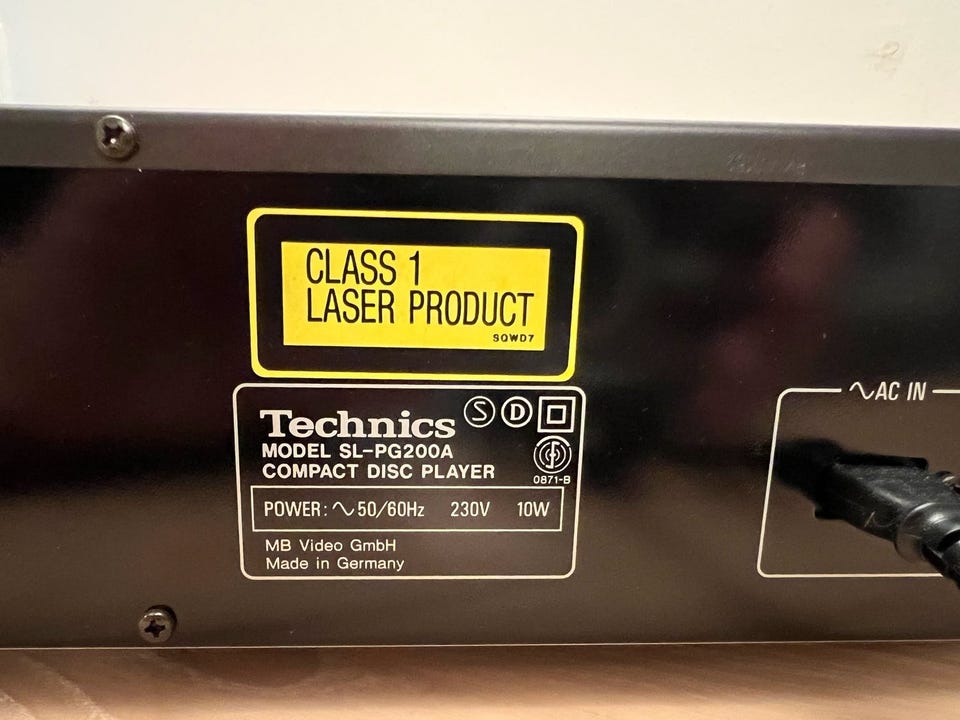 CLASS 1
LASER PRODUCT
SQWD7
Technics S D
MODEL SL-PG200A
COMPACT DISC PLAYER
0871-B
POWER: ∿ 50/60Hz 230V 10W
MB Video GmbH
Made in Germany
∿ AC IN